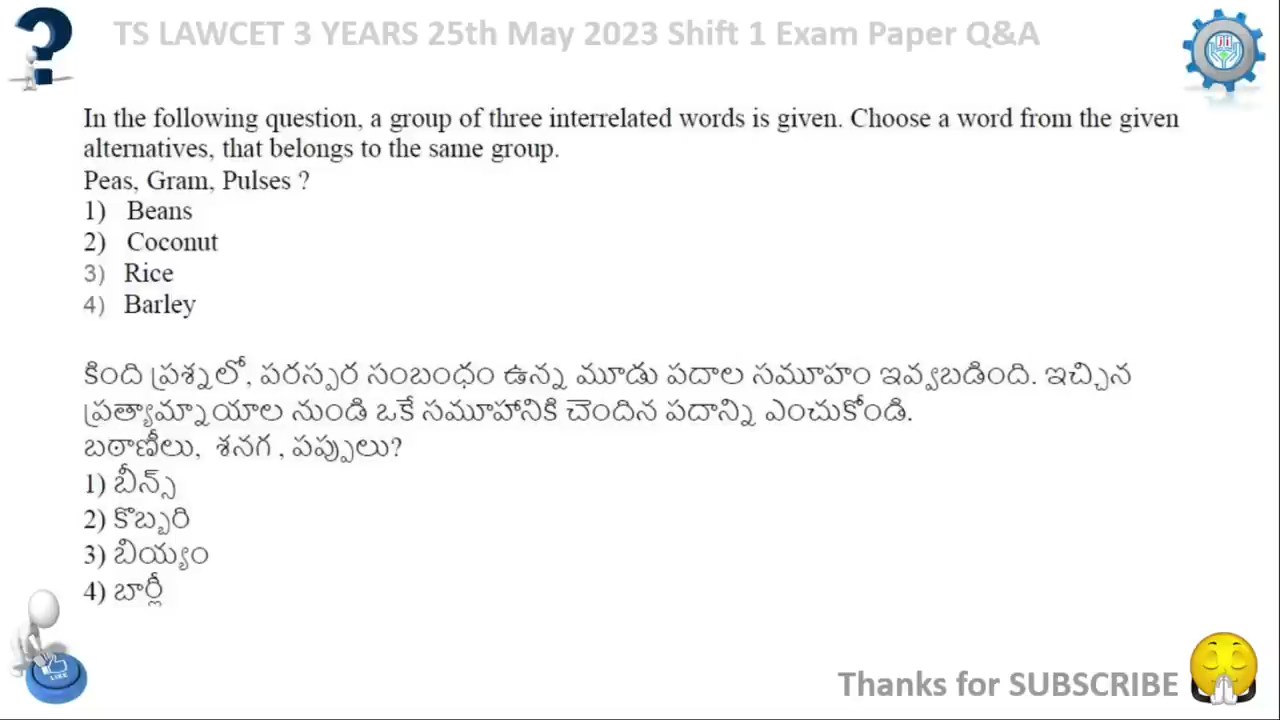 TS LAWCET 3 YEARS 25th May 2023 Shift 1 Exam Paper Q&A
In the following question, a group of three interrelated words is given. Choose a word from the given
alternatives, that belongs to the same group.
Peas, Gram, Pulses ?
1) Beans
2) Coconut
3) Rice
4) Barley
కింది ప్రశ్నలో, పరస్పర సంబంధం ఉన్న మూడు పదాల సమూహం ఇవ్వబడింది. ఇచ్చిన
ప్రత్యామ్నాయాల నుండి ఒకే సమూహానికి చెందిన పదాన్ని ఎంచుకోండి.
బఠాణీలు, శనగ , పప్పులు?
1) బీన్స్
2) కొబ్బరి
3) బియ్యం
4) బార్లీ
LIKE
Thanks for SUBSCRIBE